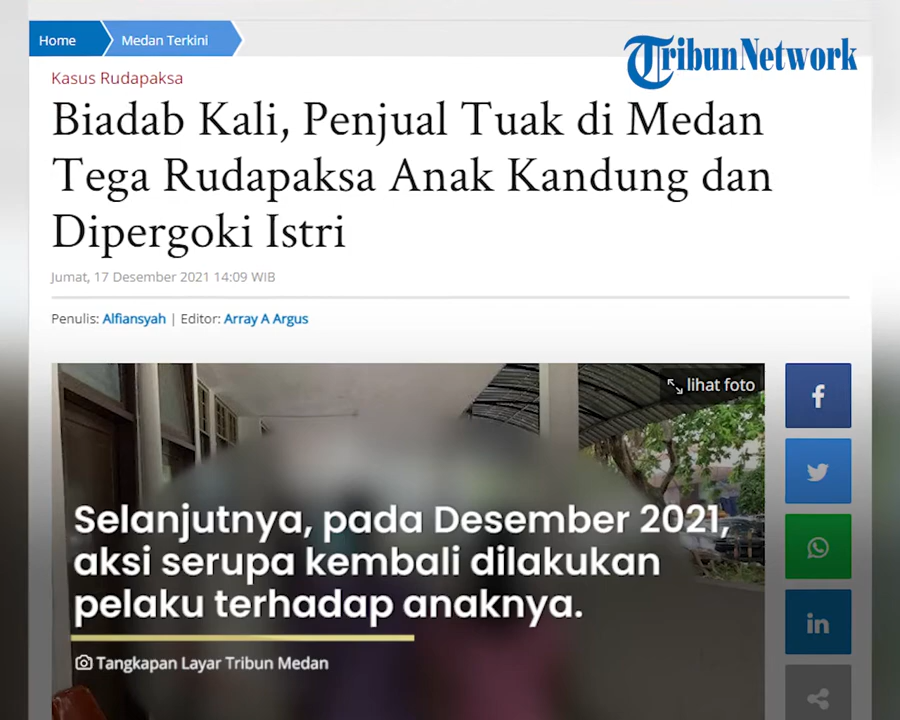 Home
Medan Terkini
TribunNetwork
Kasus Rudapaksa
Biadab Kali, Penjual Tuak di Medan
Tega Rudapaksa Anak Kandung dan
Dipergoki Istri
Jumat, 17 Desember 2021 14:09 WIB
Penulis: Alfiansyah | Editor: Array A Argus
lihat foto
Selanjutnya, pada Desember 2021,
aksi serupa kembali dilakukan
pelaku terhadap anaknya.
Tangkapan Layar Tribun Medan